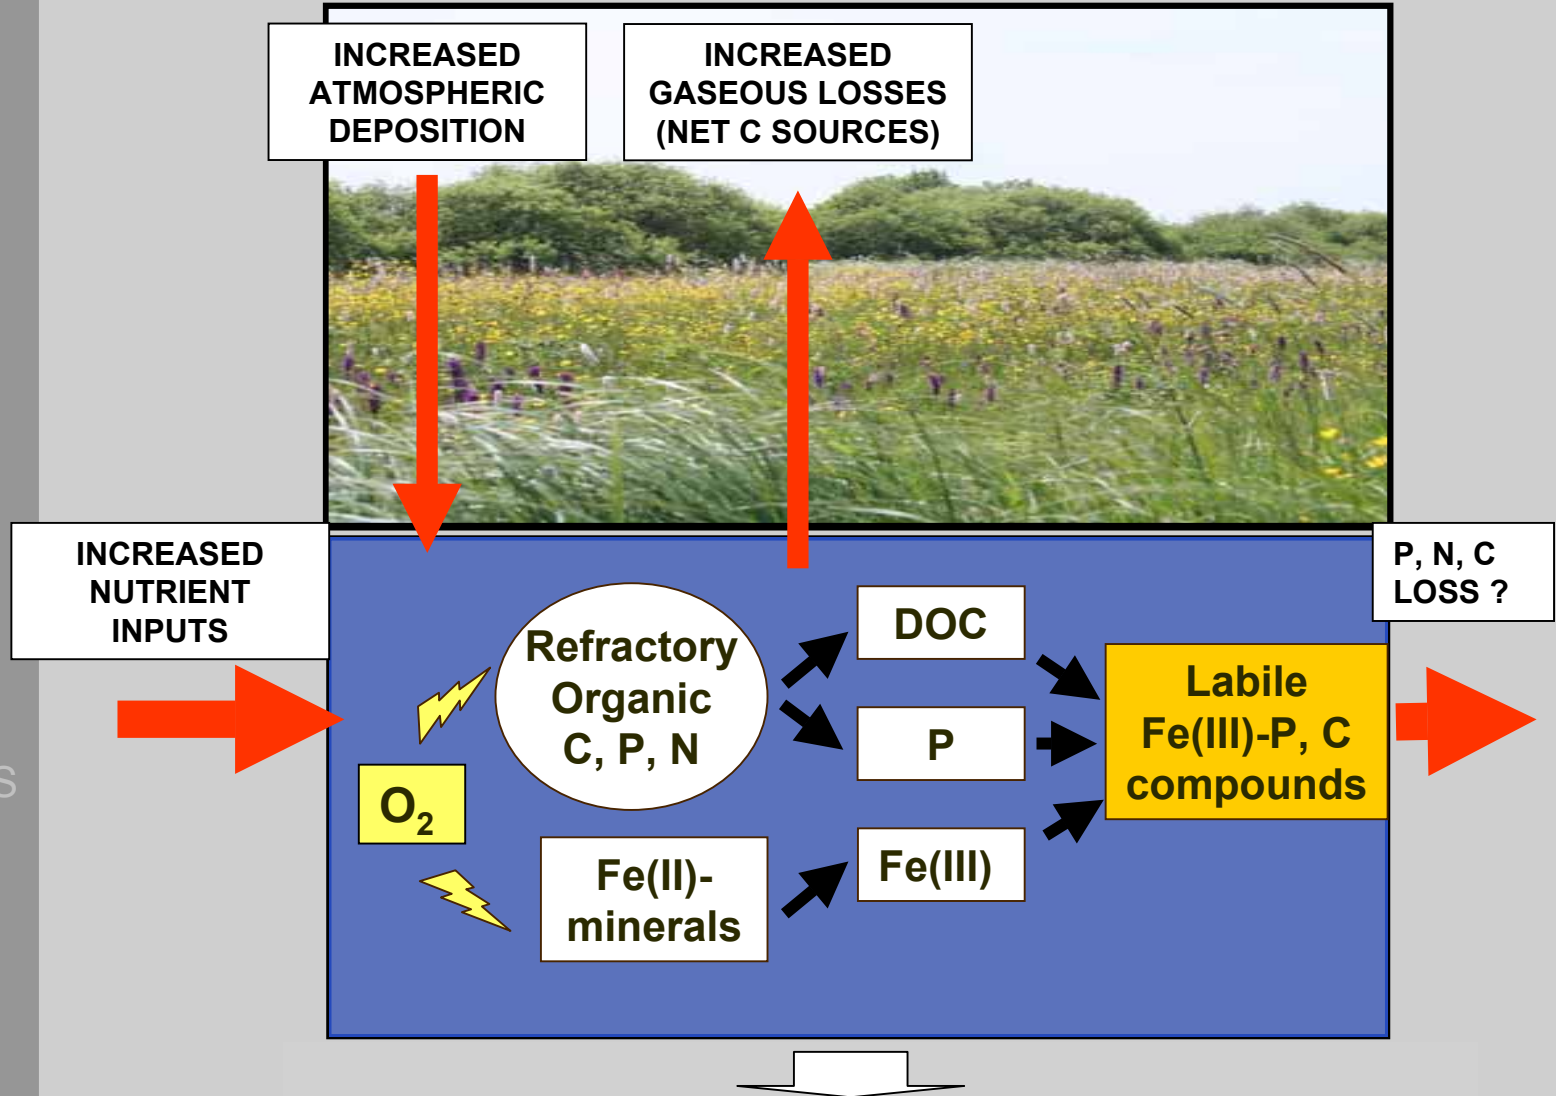 INCREASED
ATMOSPHERIC
DEPOSITION
INCREASED
GASEOUS LOSSES
(NET C SOURCES)
INCREASED
NUTRIENT
INPUTS
P, N, C
LOSS ?
Refractory
Organic
C, P, N
DOC
P
Labile
Fe(III)-P, C
compounds
O₂
Fe(II)-
minerals
Fe(III)
S